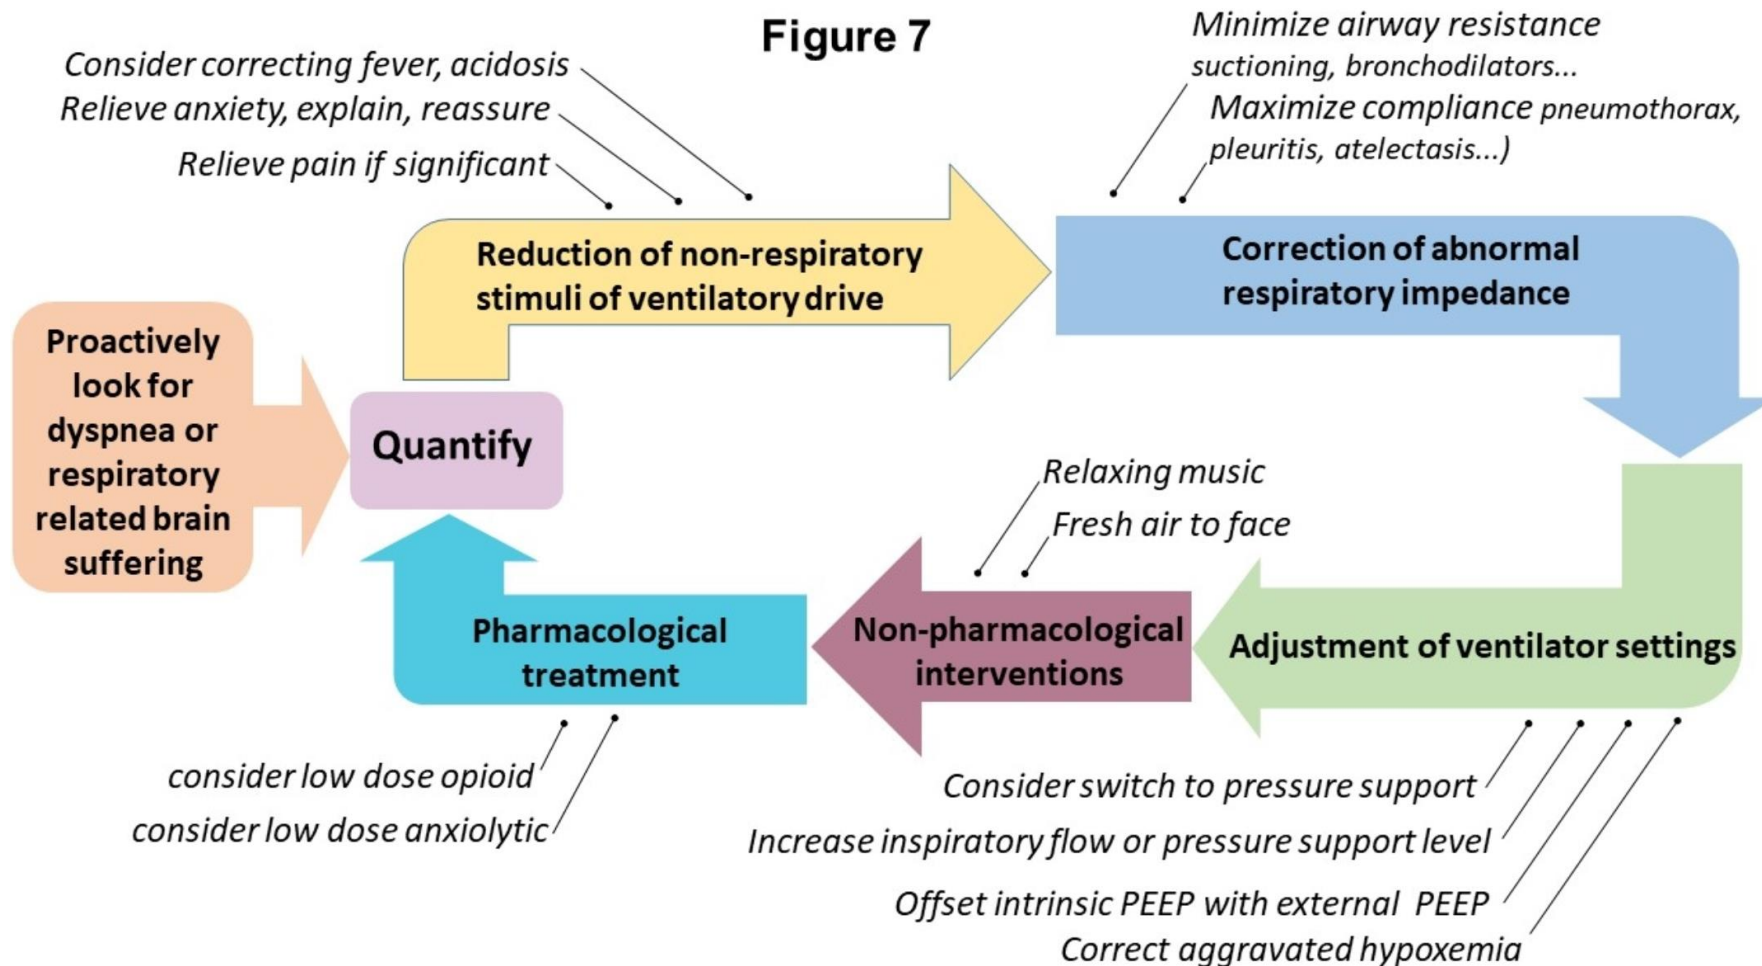 Figure 7
Consider correcting fever, acidosis
Relieve anxiety, explain, reassure
Relieve pain if significant
Minimize airway resistance
suctioning, bronchodilators...
Maximize compliance pneumothorax,
pleuritis, atelectasis...)
Reduction of non-respiratory
stimuli of ventilatory drive
Correction of abnormal
respiratory impedance
Proactively
look for
dyspnea or
respiratory
related brain
suffering
Quantify
Relaxing music
Fresh air to face
Pharmacological
treatment
Non-pharmacological
interventions
Adjustment of ventilator settings
consider low dose opioid
consider low dose anxiolytic
Consider switch to pressure support
Increase inspiratory flow or pressure support level
Offset intrinsic PEEP with external PEEP
Correct aggravated hypoxemia